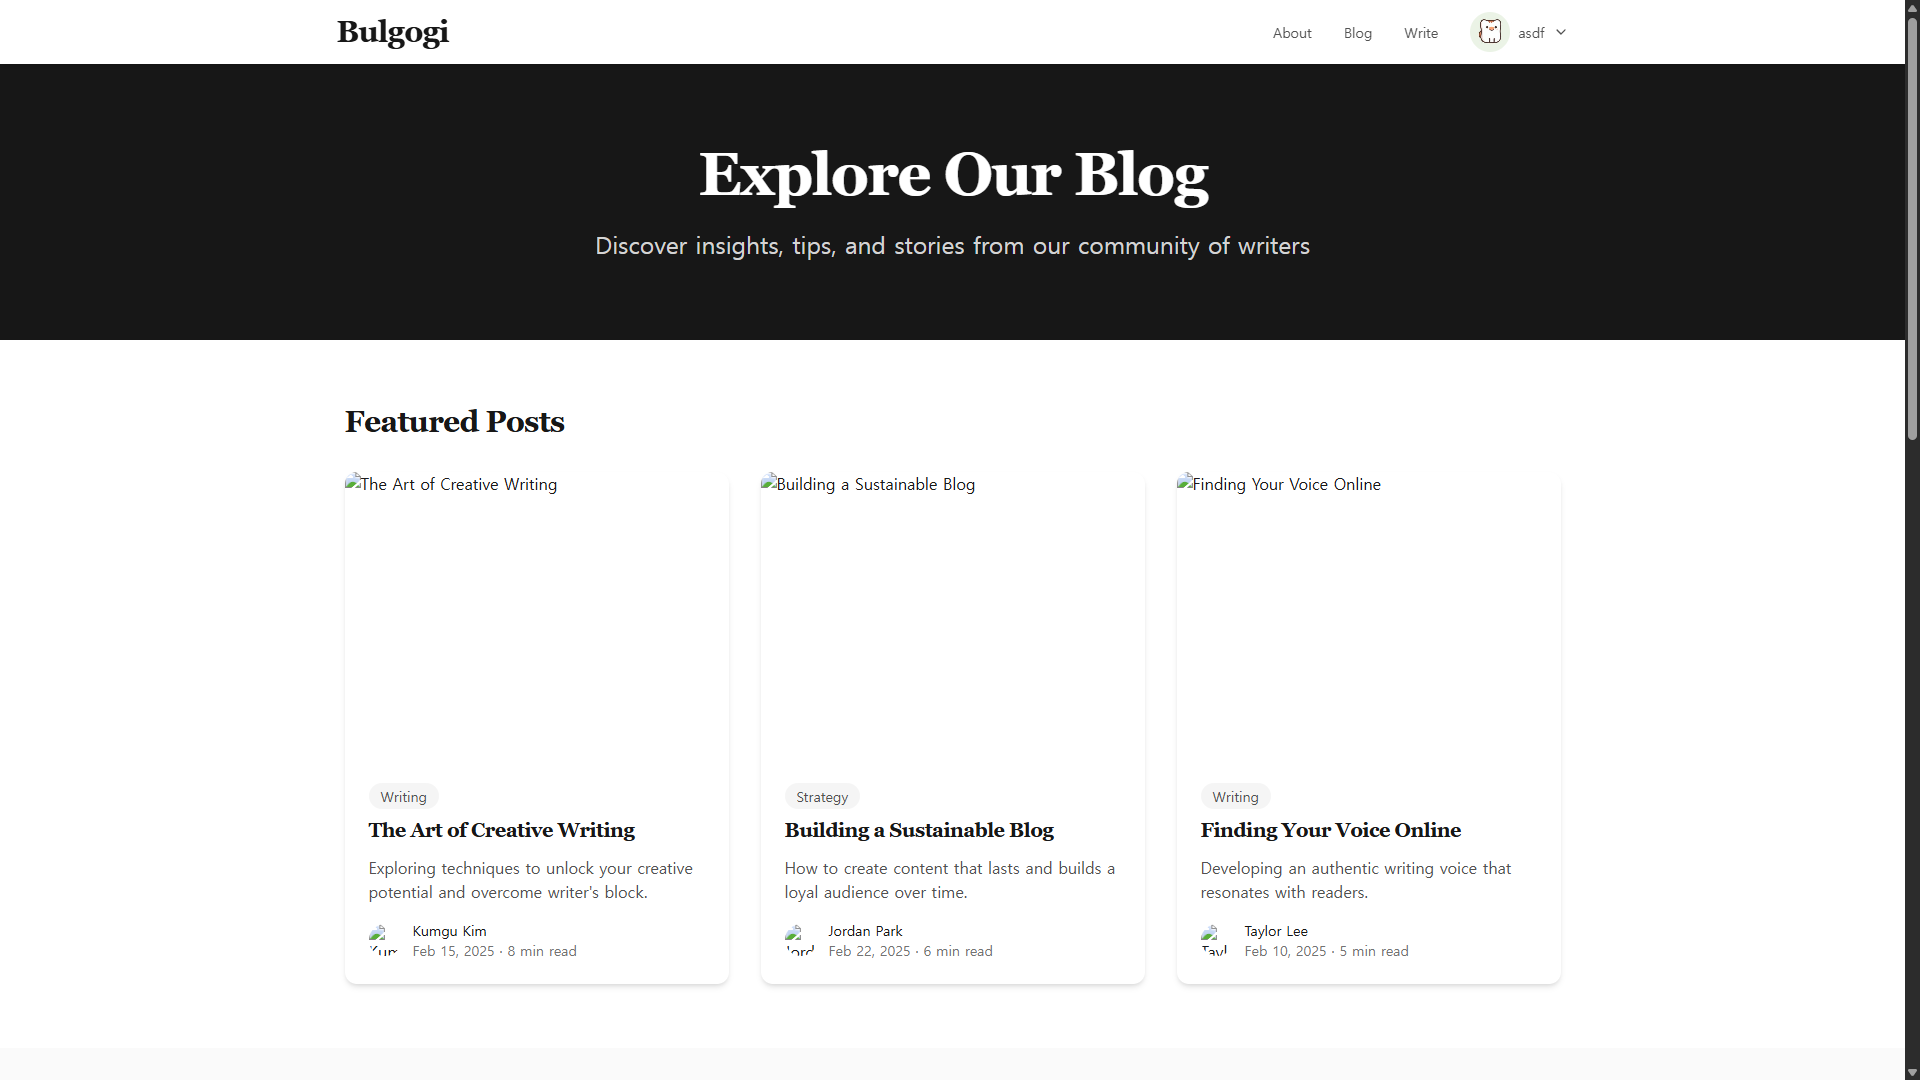 Bulgogi
About
Blog
Write
asdf
Explore Our Blog
Discover insights, tips, and stories from our community of writers
Featured Posts
The Art of Creative Writing
Writing
The Art of Creative Writing
Exploring techniques to unlock your creative
potential and overcome writer's block.
Kumgu Kim
Feb 15, 2025 · 8 min read
Building a Sustainable Blog
Strategy
Building a Sustainable Blog
How to create content that lasts and builds a
loyal audience over time.
Jordan Park
Feb 22, 2025 · 6 min read
Finding Your Voice Online
Writing
Finding Your Voice Online
Developing an authentic writing voice that
resonates with readers.
Taylor Lee
Feb 10, 2025 · 5 min read